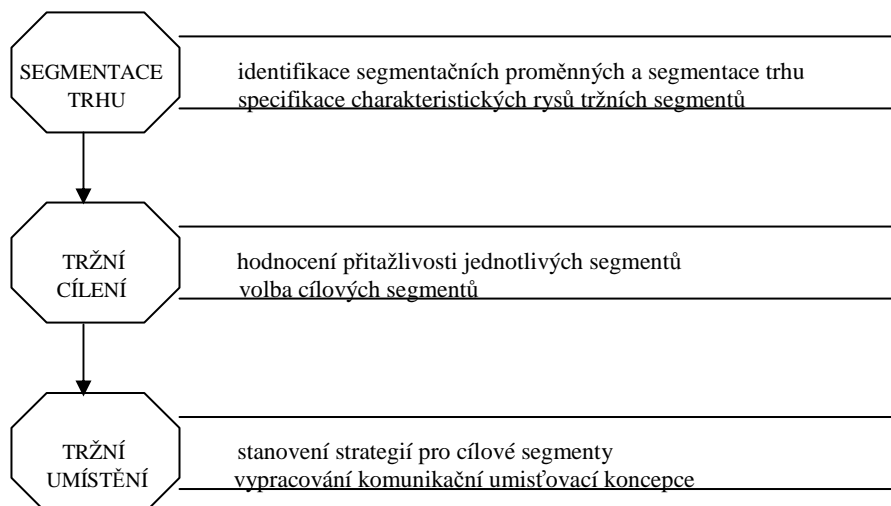 SEGMENTACE
TRHU
identifikace segmentačních proměnných a segmentace trhu
specifikace charakteristických rysů tržních segmentů
TRŽNÍ
CÍLENÍ
hodnocení přitažlivosti jednotlivých segmentů
volba cílových segmentů
TRŽNÍ
UMÍSTĚNÍ
stanovení strategií pro cílové segmenty
vypracování komunikační umisťovací koncepce